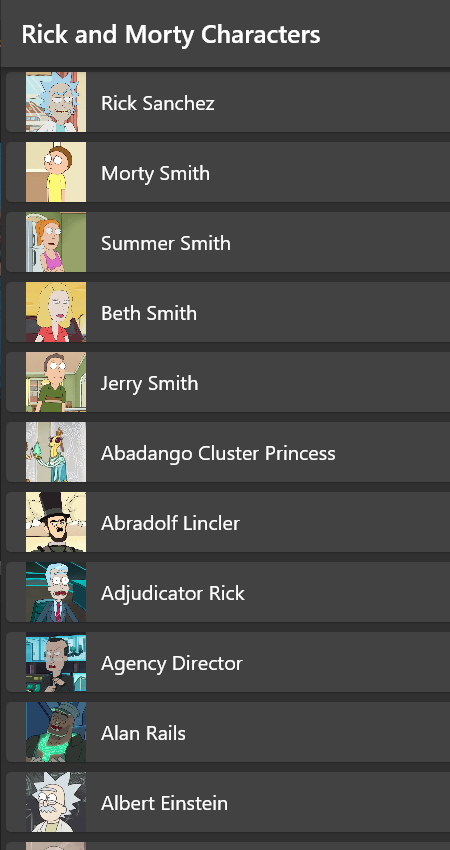 Rick and Morty Characters
Rick Sanchez
Morty Smith
Summer Smith
Beth Smith
Jerry Smith
Abadango Cluster Princess
Abradolf Lincler
Adjudicator Rick
Agency Director
Alan Rails
Albert Einstein